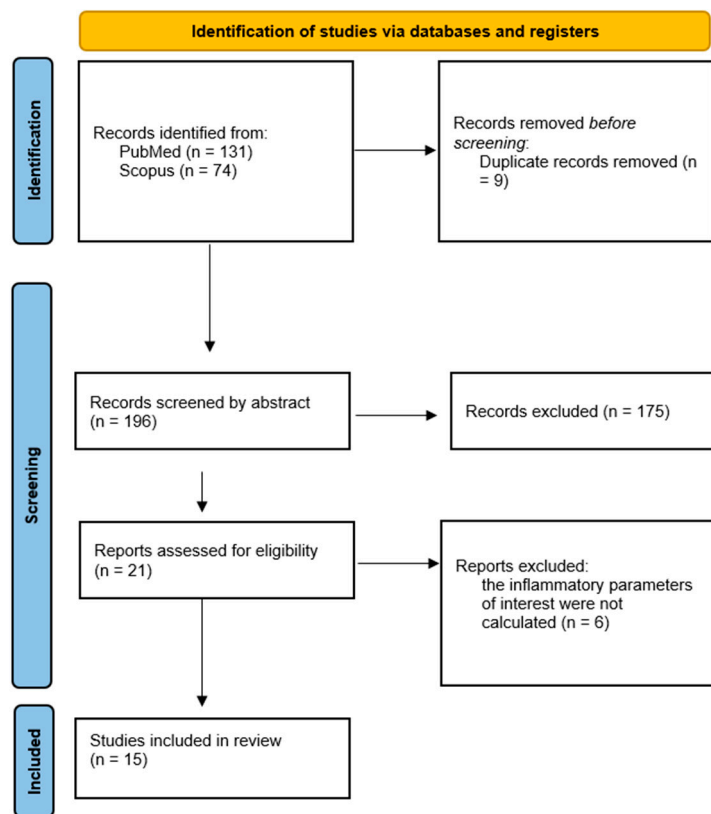 Identification of studies via databases and registers
Identification
Records identified from:
PubMed (n = 131)
Scopus (n = 74)
Records removed before
screening:
Duplicate records removed (n
= 9)
Screening
Records screened by abstract
(n = 196)
Records excluded (n = 175)
Reports assessed for eligibility
(n = 21)
Reports excluded:
the inflammatory parameters
of interest were not
calculated (n = 6)
Included
Studies included in review
(n = 15)